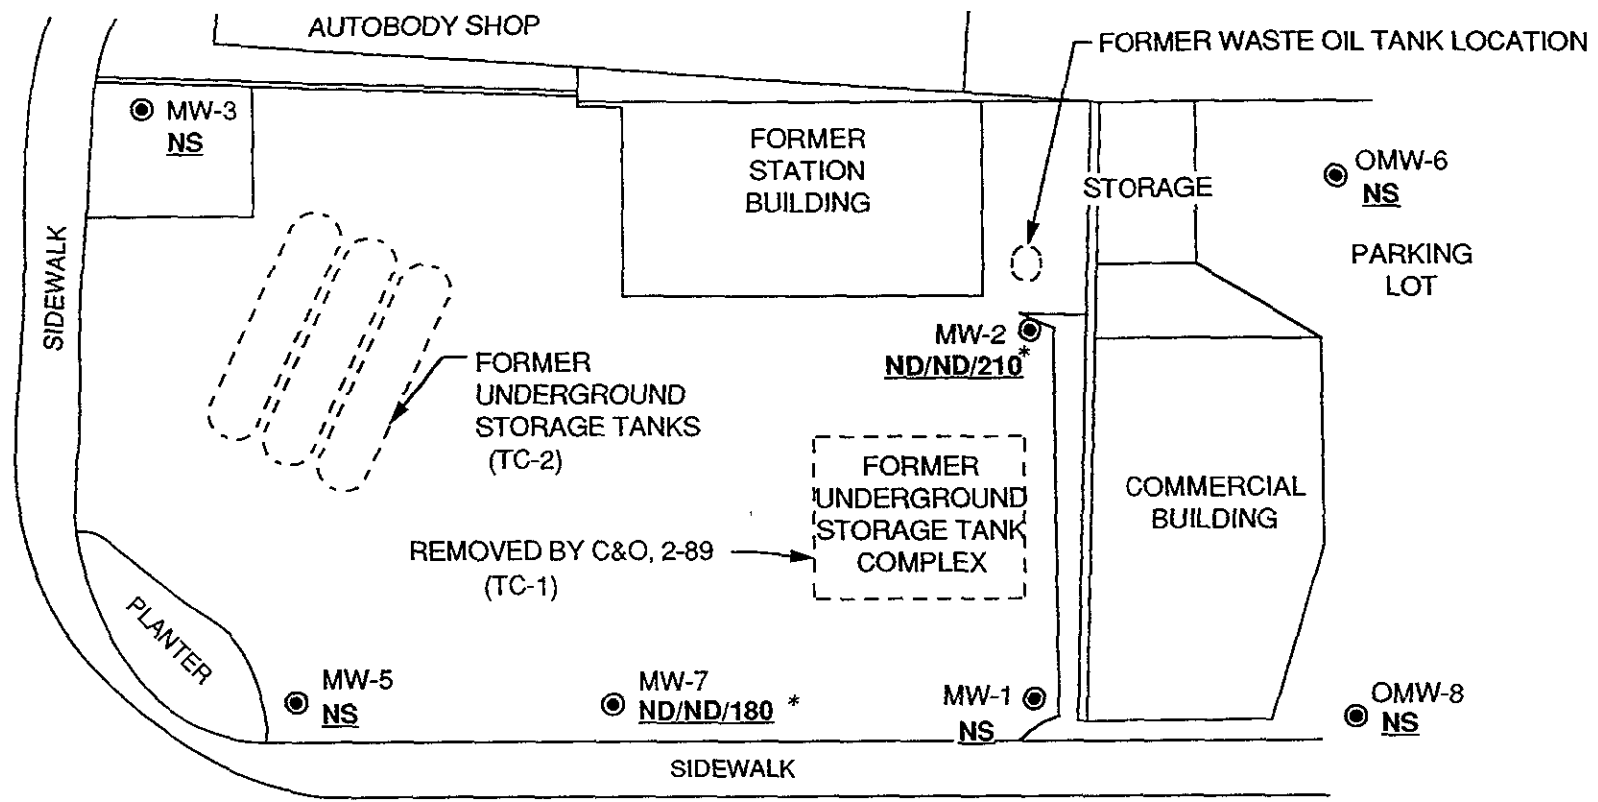 AUTOBODY SHOP
FORMER WASTE OIL TANK LOCATION
MW-3
NS
FORMER
STATION
BUILDING
STORAGE
OMW-6
NS
PARKING
LOT
SIDEWALK
MW-2
ND/ND/210*
FORMER
UNDERGROUND
STORAGE TANKS
(TC-2)
FORMER
UNDERGROUND
STORAGE TANK
COMPLEX
COMMERCIAL
BUILDING
REMOVED BY C&O, 2-89
(TC-1)
PLANTER
MW-5
NS
MW-7
ND/ND/180 *
MW-1
NS
OMW-8
NS
SIDEWALK